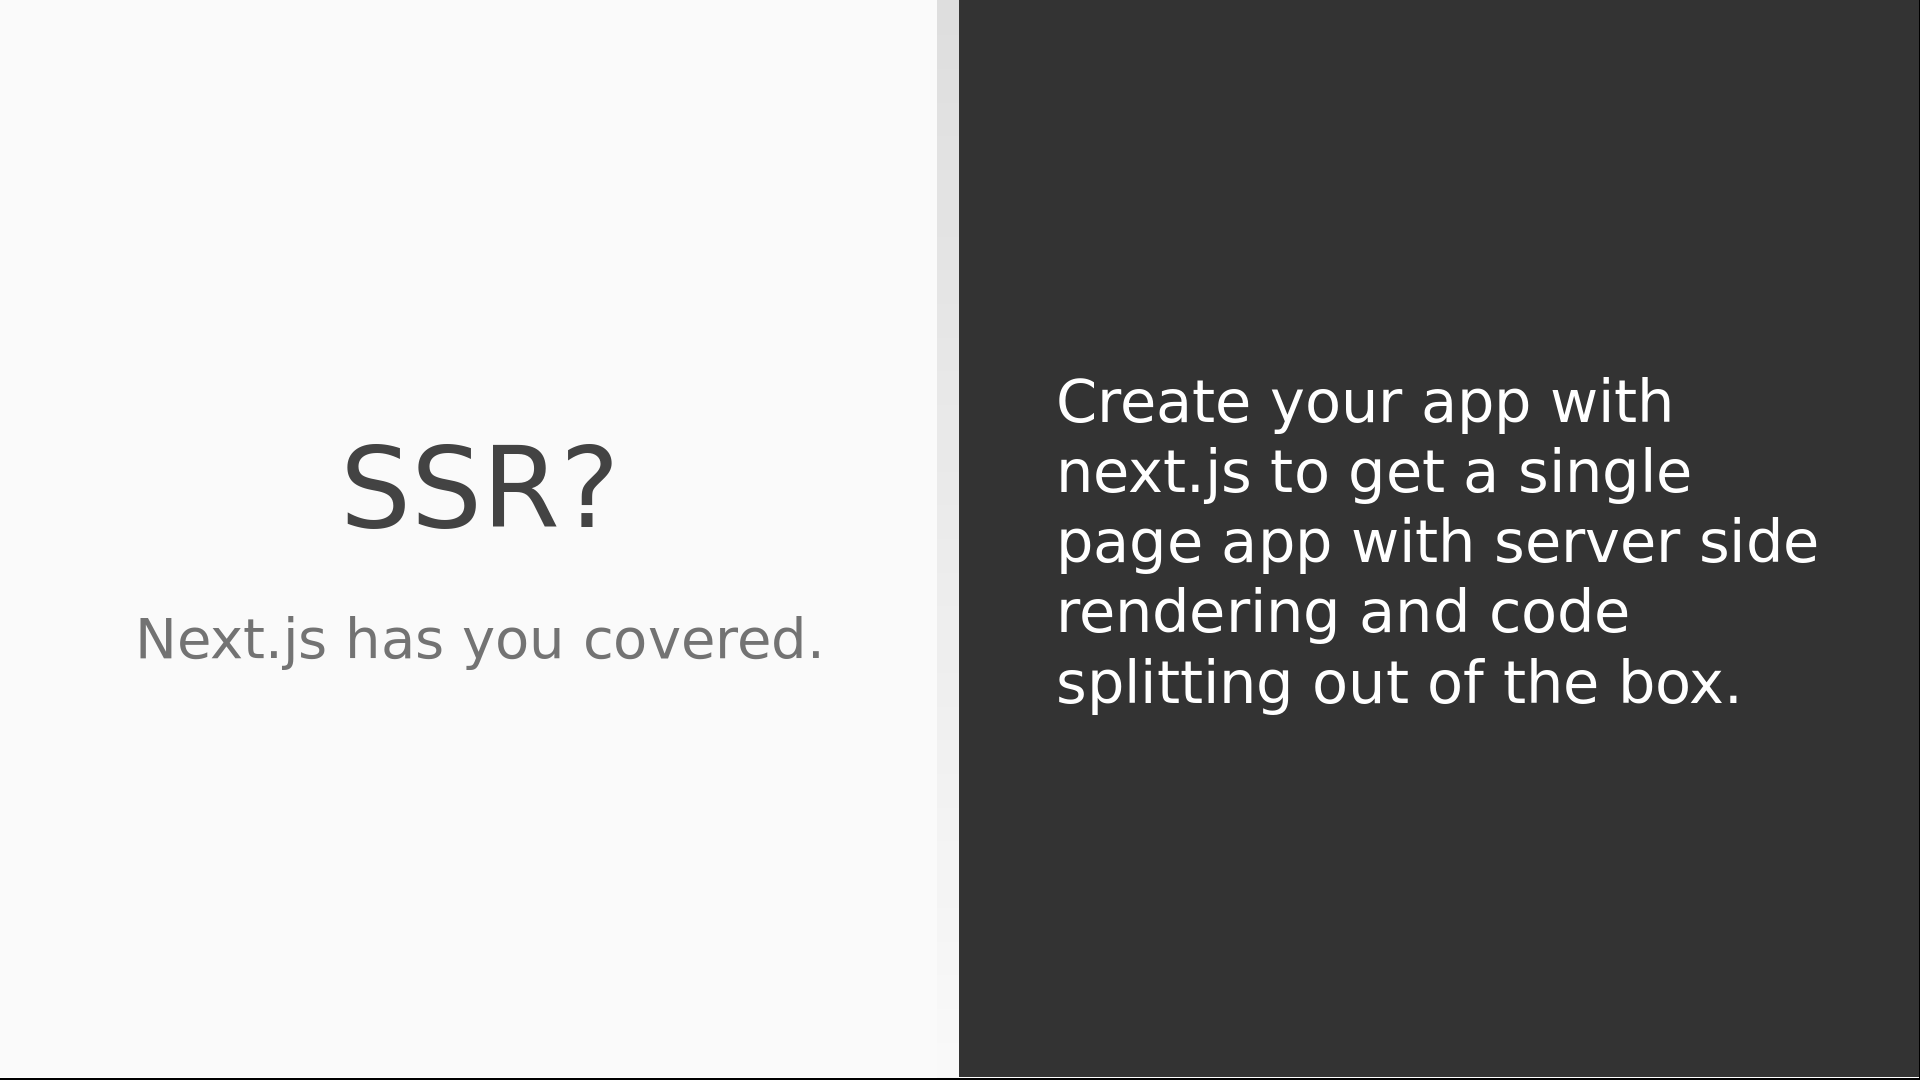 SSR?
Next.js has you covered.
Create your app with
next.js to get a single
page app with server side
rendering and code
splitting out of the box.